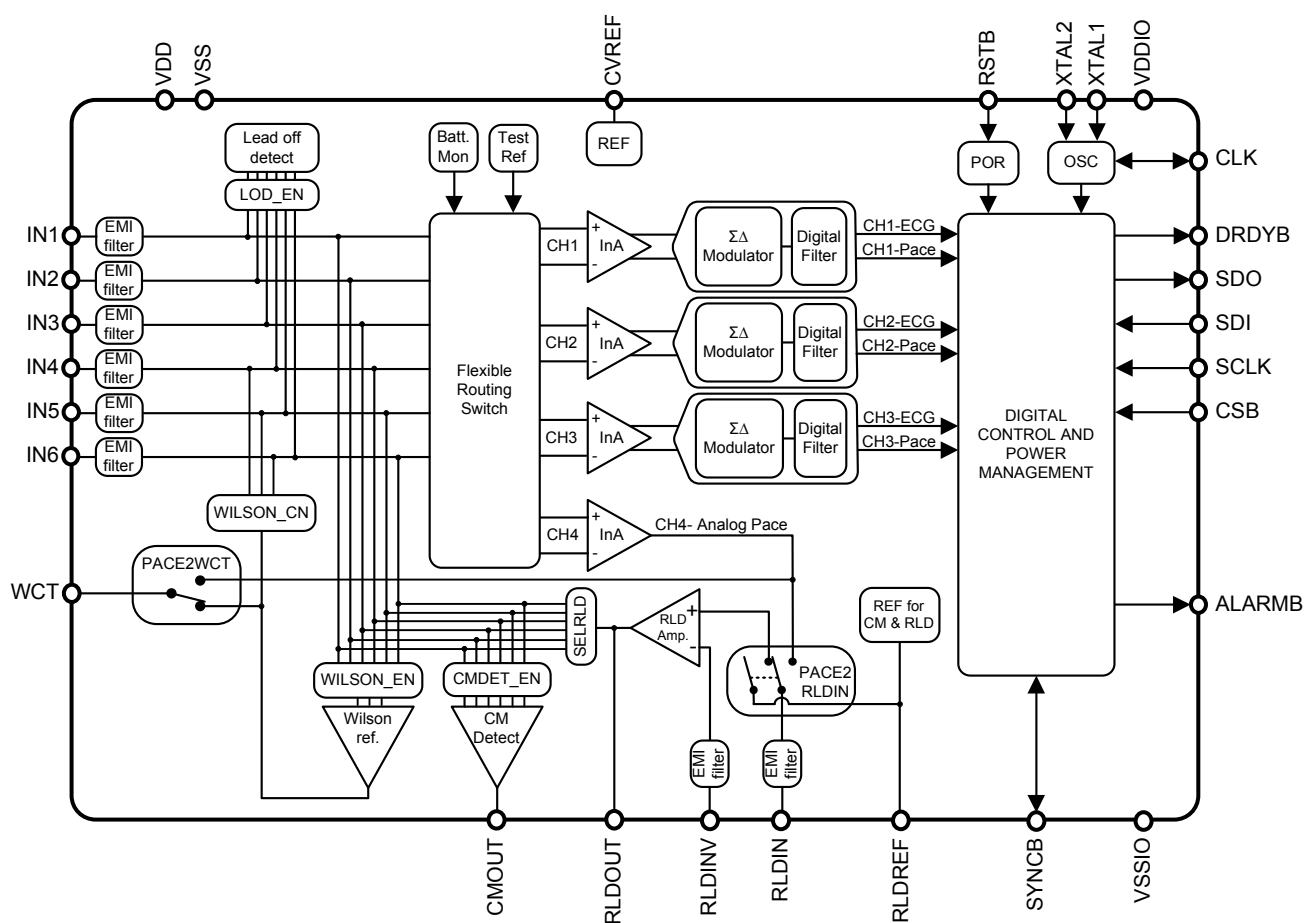 VDD
VSS
CVREF
RSTB
XTAL2
XTAL1
VDDIO
Lead off
detect
LOD_EN
Batt.
Mon
Test
Ref
REF
POR
OSC
CLK
IN1
EMI
filter
IN2
EMI
filter
IN3
EMI
filter
IN4
EMI
filter
IN5
EMI
filter
IN6
EMI
filter
Flexible
Routing
Switch
CH1
+
-
InA
ΣΔ
Modulator
Digital
Filter
CH1-ECG
CH1-Pace
CH2
+
-
InA
ΣΔ
Modulator
Digital
Filter
CH2-ECG
CH2-Pace
CH3
+
-
InA
ΣΔ
Modulator
Digital
Filter
CH3-ECG
CH3-Pace
CH4
+
-
InA
CH4- Analog Pace
DIGITAL
CONTROL AND
POWER
MANAGEMENT
DRDYB
SDO
SDI
SCLK
CSB
ALARMB
WILSON_CN
PACE2WCT
WCT
WILSON_EN
Wilson
ref.
CMDET_EN
CM
Detect
SELRLD
RLD
Amp.
+
-
REF for
CM & RLD
PACE2
RLDIN
EMI
filter
EMI
filter
CMOUT
RLDOUT
RLDINV
RLDIN
RLDREF
SYNCB
VSSIO